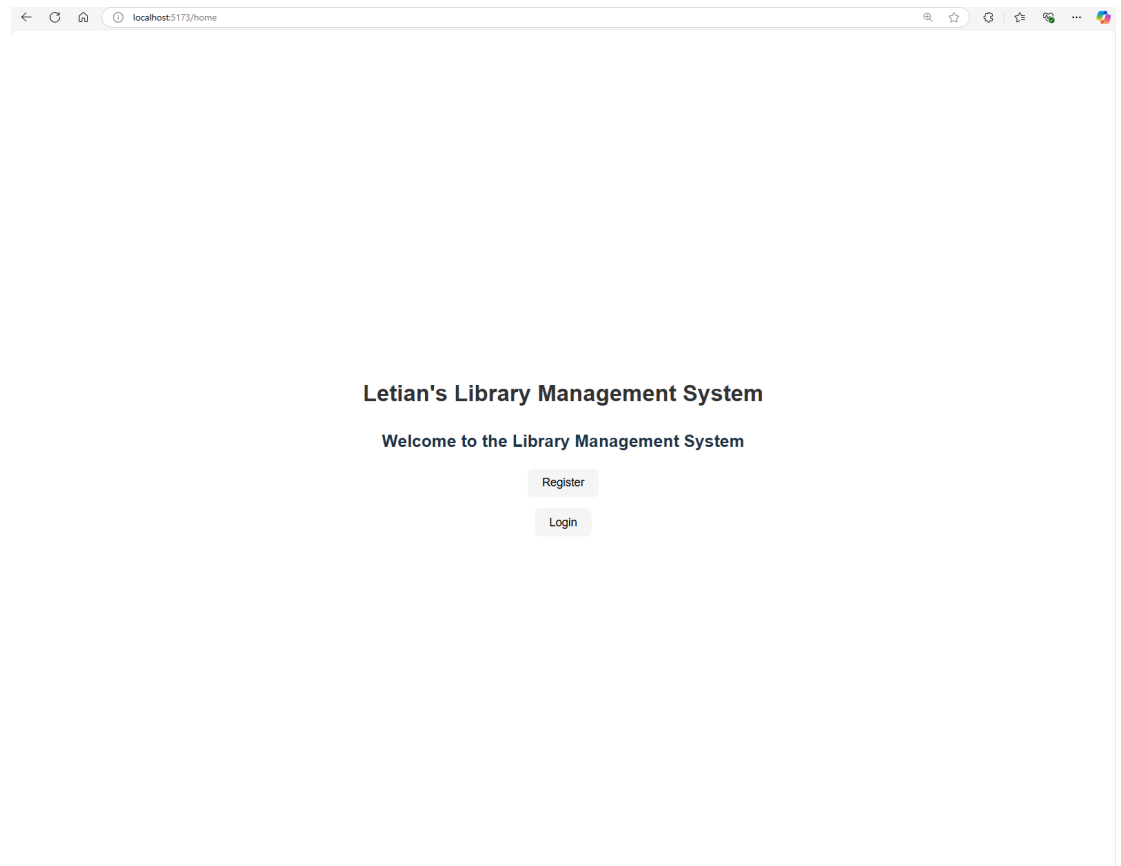 localhost:5173/home
Letian's Library Management System
Welcome to the Library Management System
Register
Login